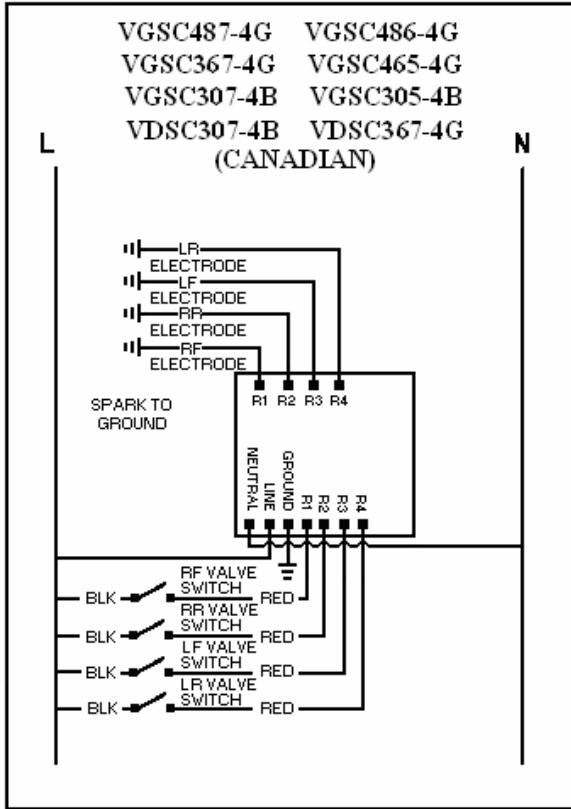 VGSC487-4G VGSC486-4G
VGSC367-4G VGSC465-4G
VGSC307-4B VGSC305-4B
VDSC307-4B VDSC367-4G
(CANADIAN)
L N
LR
ELECTRODE
LF
ELECTRODE
RR
ELECTRODE
RF
ELECTRODE
SPARK TO
GROUND
R1 R2 R3 R4
NEUTRAL LINE GROUND R1 R2 R3 R4
RF VALVE
SWITCH
BLK RED
RR VALVE
SWITCH
BLK RED
LF VALVE
SWITCH
BLK RED
LR VALVE
SWITCH
BLK RED